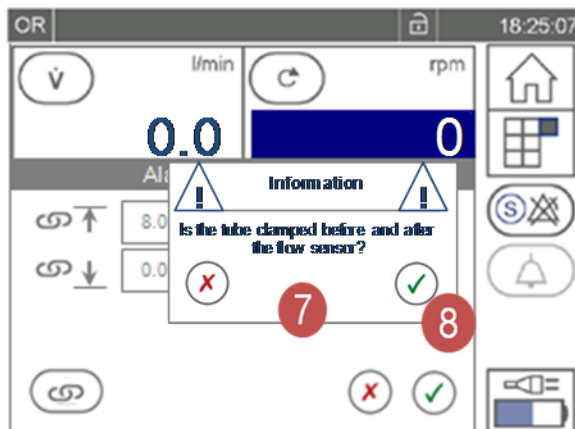 OR 18:25:07
V̇ l/min
C rpm
0.0
0
Ala
Information
! !
Is the tube clamped before and after
the flow sensor?
8.0
0.0
S
7
8